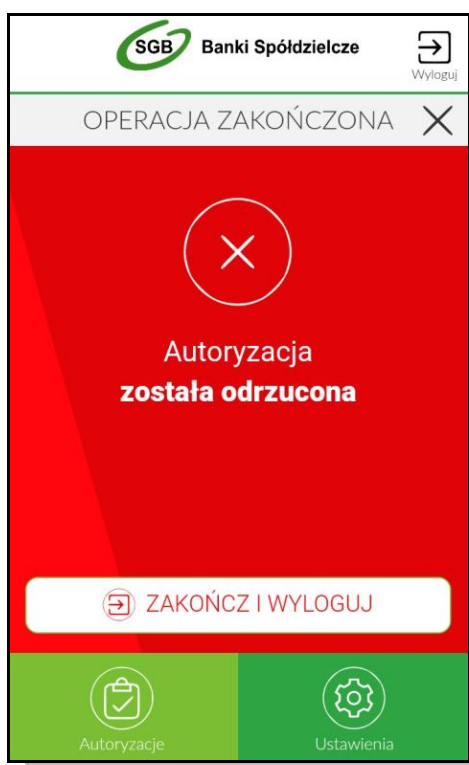 SGB Banki Spółdzielcze
Wyloguj
OPERACJA ZAKOŃCZONA
Autoryzacja
została odrzucona
ZAKOŃCZ I WYLOGUJ
Autoryzacje
Ustawienia